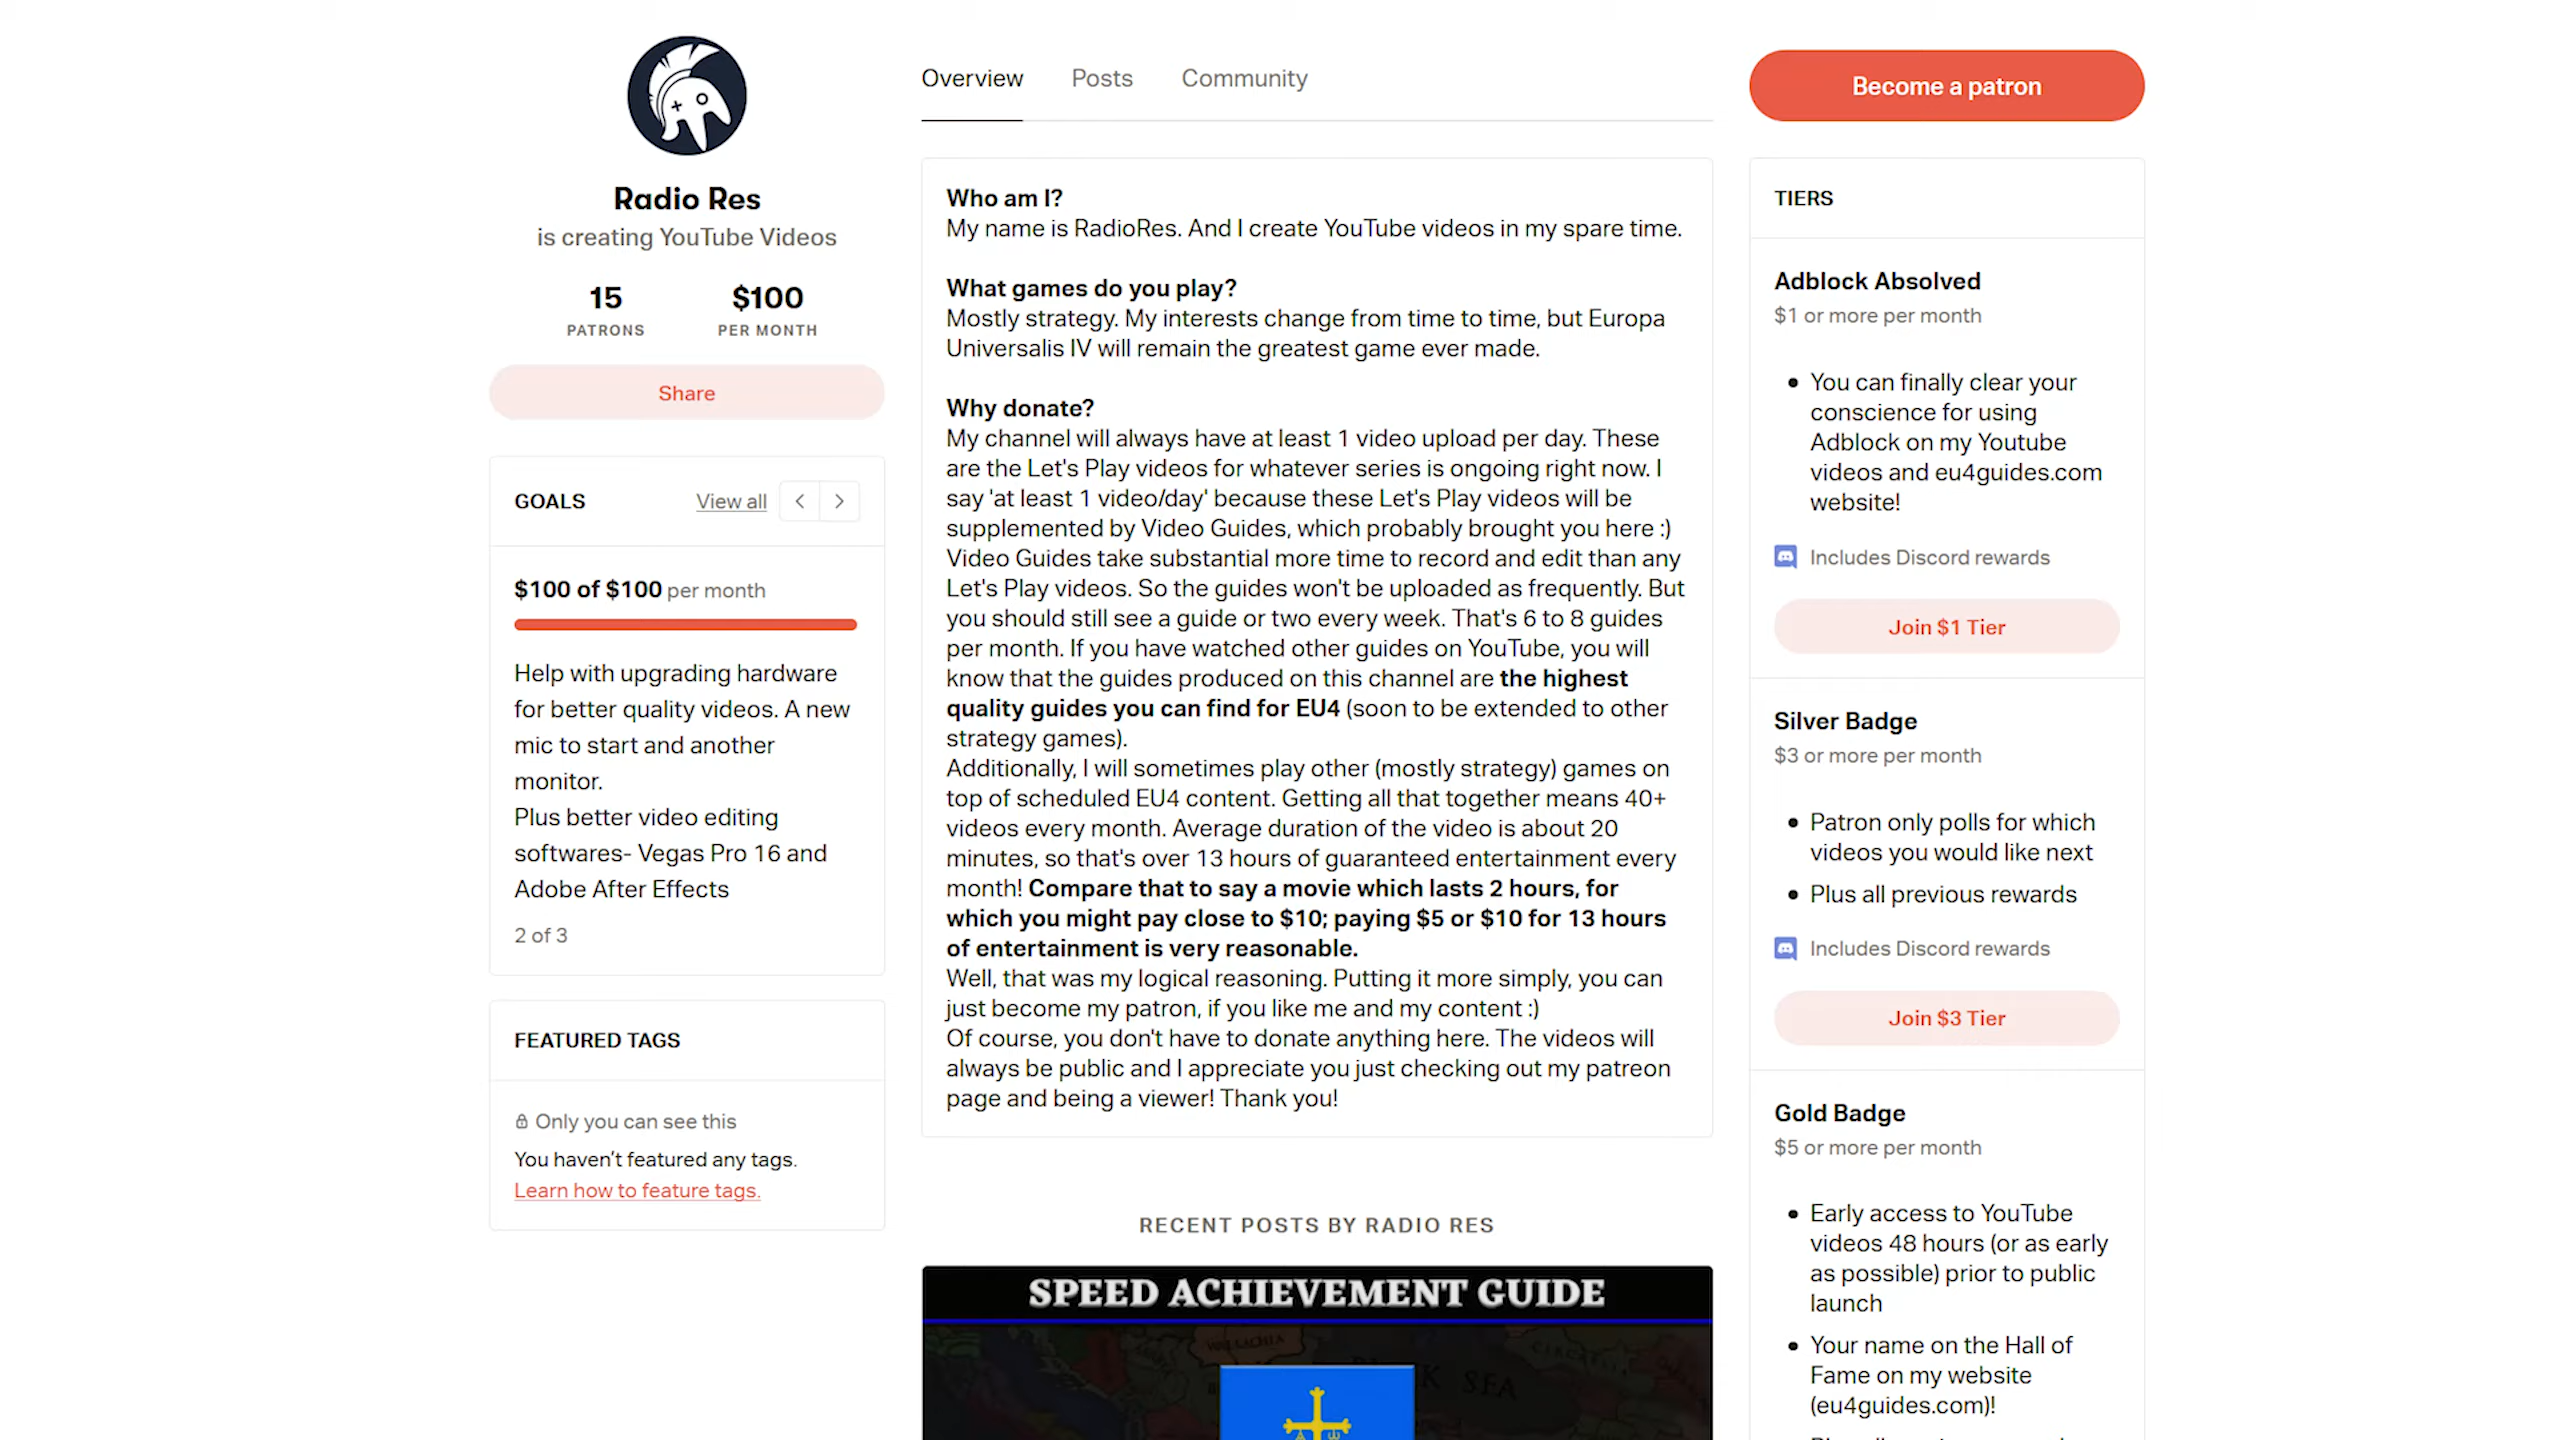 Radio Res
is creating YouTube Videos
15
PATRONS
$100
PER MONTH
Share
GOALS
View all
$100 of $100 per month
Help with upgrading hardware
for better quality videos. A new
mic to start and another
monitor.
Plus better video editing
softwares- Vegas Pro 16 and
Adobe After Effects
2 of 3
FEATURED TAGS
Only you can see this
You haven't featured any tags.
Learn how to feature tags.
Overview
Posts
Community
Who am I?
My name is RadioRes. And I create YouTube videos in my spare time.
What games do you play?
Mostly strategy. My interests change from time to time, but Europa
Universalis IV will remain the greatest game ever made.
Why donate?
My channel will always have at least 1 video upload per day. These
are the Let's Play videos for whatever series is ongoing right now. I
say 'at least 1 video/day' because these Let's Play videos will be
supplemented by Video Guides, which probably brought you here :)
Video Guides take substantial more time to record and edit than any
Let's Play videos. So the guides won't be uploaded as frequently. But
you should still see a guide or two every week. That's 6 to 8 guides
per month. If you have watched other guides on YouTube, you will
know that the guides produced on this channel are the highest
quality guides you can find for EU4 (soon to be extended to other
strategy games).
Additionally, I will sometimes play other (mostly strategy) games on
top of scheduled EU4 content. Getting all that together means 40+
videos every month. Average duration of the video is about 20
minutes, so that's over 13 hours of guaranteed entertainment every
month! Compare that to say a movie which lasts 2 hours, for
which you might pay close to $10; paying $5 or $10 for 13 hours
of entertainment is very reasonable.
Well, that was my logical reasoning. Putting it more simply, you can
just become my patron, if you like me and my content :)
Of course, you don't have to donate anything here. The videos will
always be public and I appreciate you just checking out my patreon
page and being a viewer! Thank you!
RECENT POSTS BY RADIO RES
SPEED ACHIEVEMENT GUIDE
WALLACHIA
SEA
Become a patron
TIERS
Adblock Absolved
$1 or more per month
You can finally clear your
conscience for using
Adblock on my Youtube
videos and eu4guides.com
website!
Includes Discord rewards
Join $1 Tier
Silver Badge
$3 or more per month
Patron only polls for which
videos you would like next
Plus all previous rewards
Includes Discord rewards
Join $3 Tier
Gold Badge
$5 or more per month
Early access to YouTube
videos 48 hours (or as early
as possible) prior to public
launch
Your name on the Hall of
Fame on my website
(eu4guides.com)!